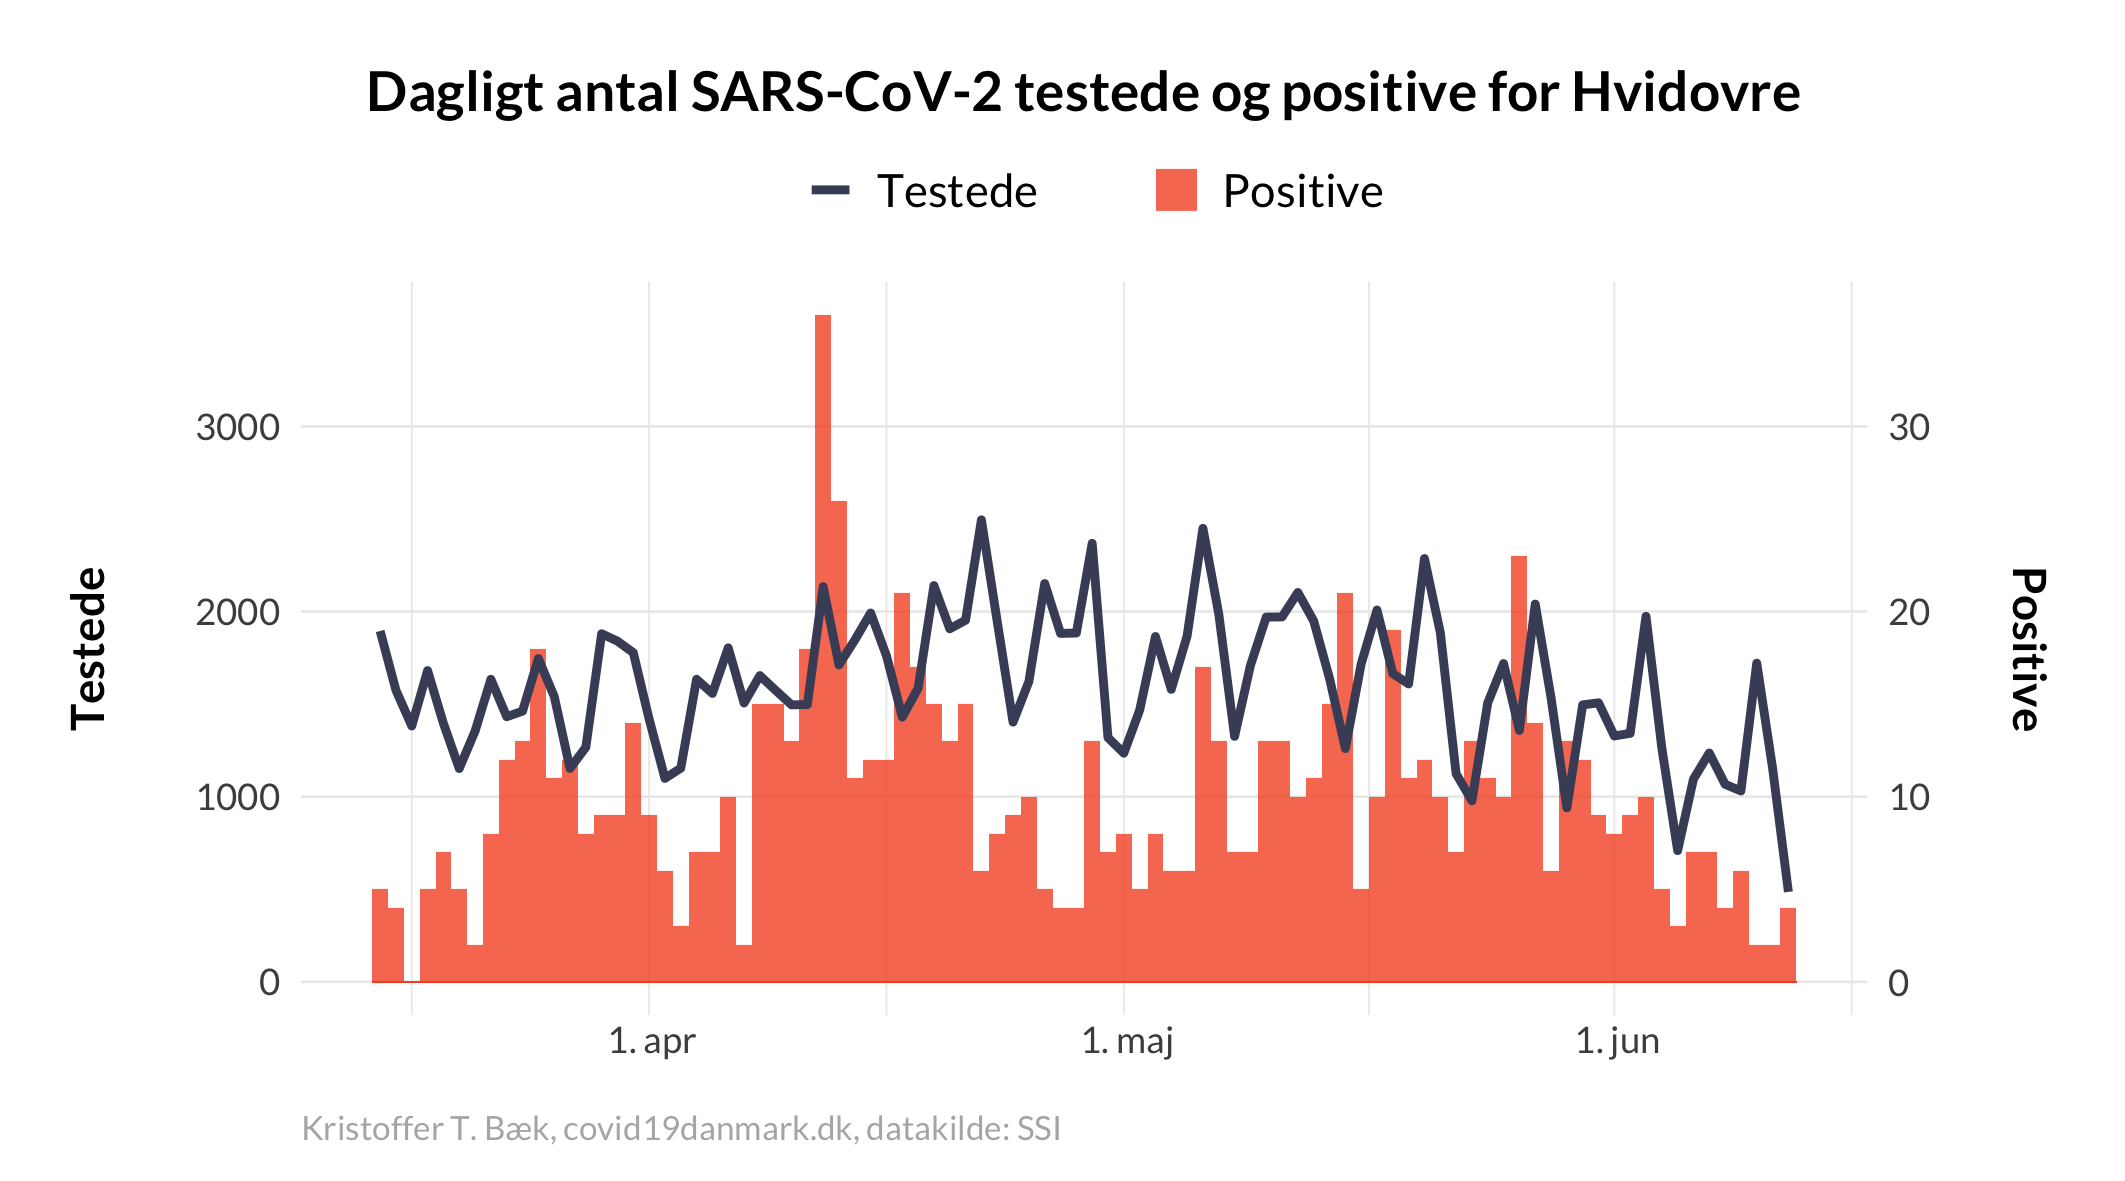 Dagligt antal SARS-CoV-2 testede og positive for Hvidovre
Testede
Positive
Testede
3000
2000
1000
0
30
20
10
0
Positive
1. apr
1. maj
1. jun
Kristoffer T. Bæk, covid19danmark.dk, datakilde: SSI